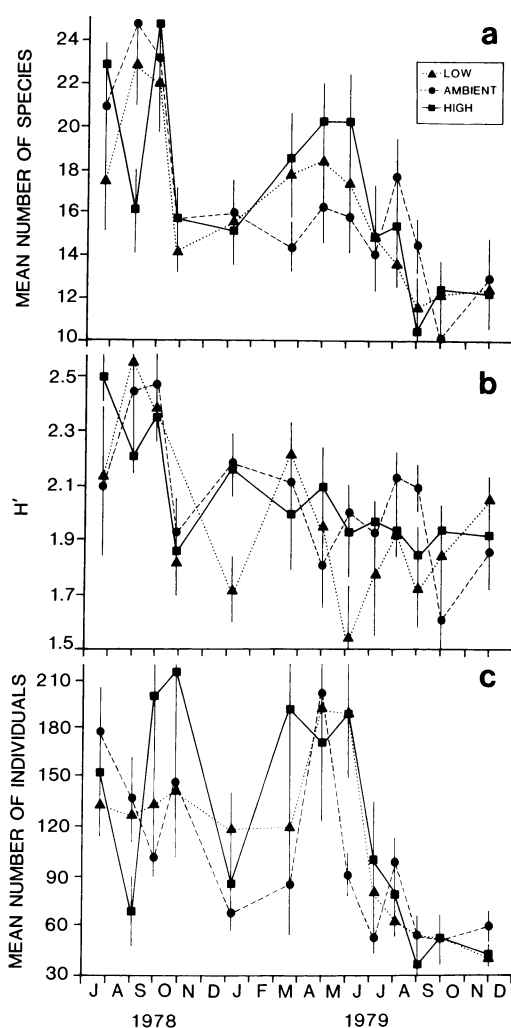 a
24
22
20
18
16
14
12
10
MEAN NUMBER OF SPECIES
LOW
AMBIENT
HIGH
b
2.5
2.3
2.1
1.9
1.7
1.5
H'
c
210
180
150
120
90
60
30
MEAN NUMBER OF INDIVIDUALS
J A S O N D J F M A M J J A S O N D
1978 1979